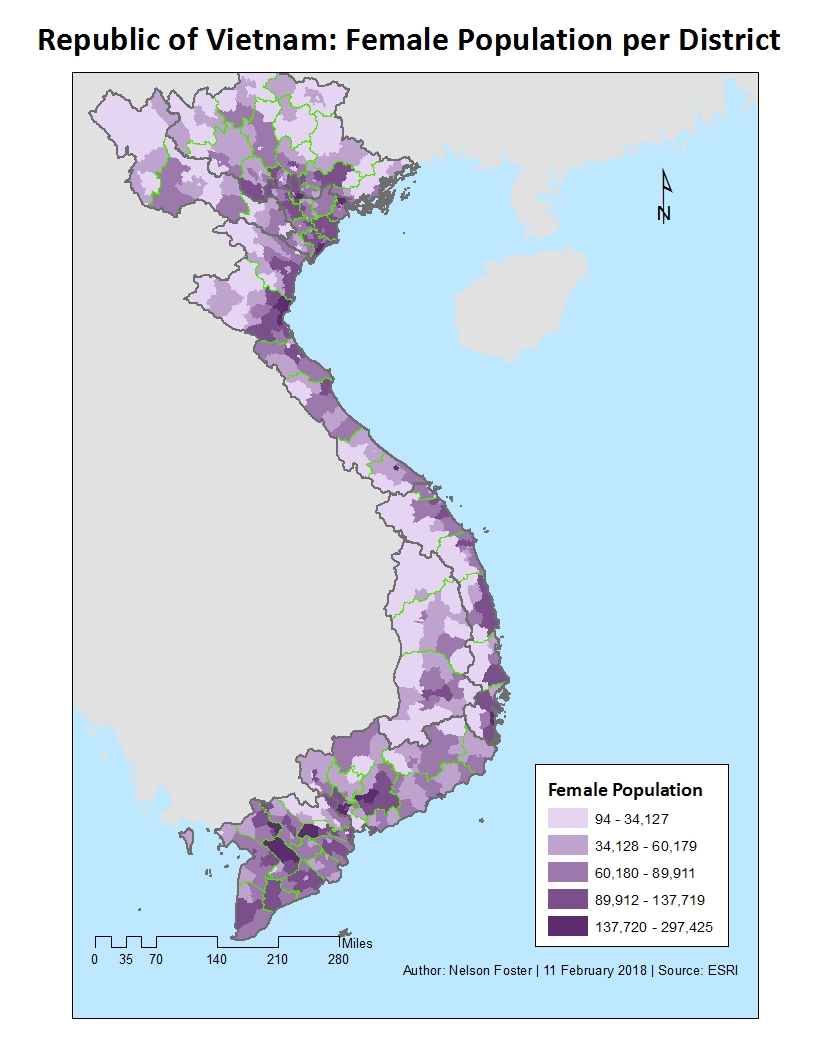 Republic of Vietnam: Female Population per District
N
Female Population
94 - 34,127
34,128 - 60,179
60,180 - 89,911
89,912 - 137,719
137,720 - 297,425
Miles
0 35 70 140 210 280
Author: Nelson Foster | 11 February 2018 | Source: ESRI